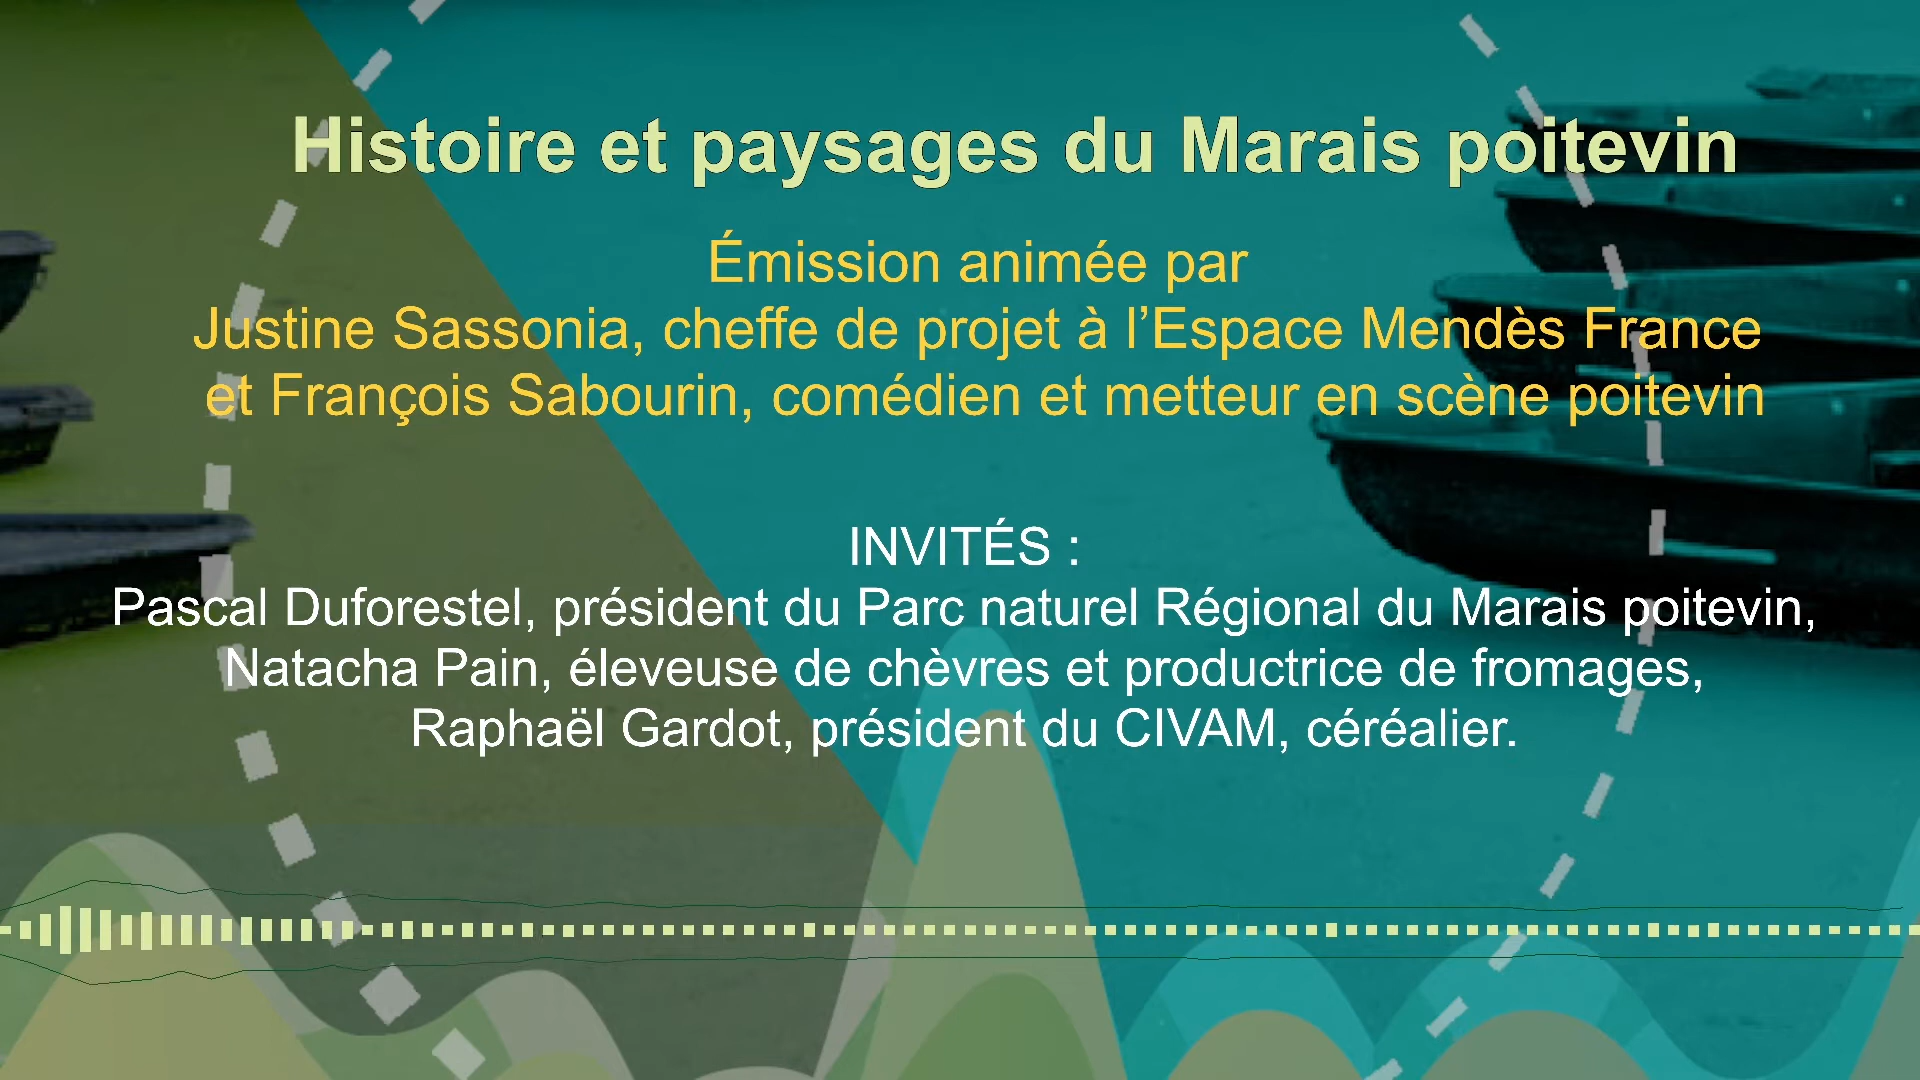 Histoire et paysages du Marais poitevin
Émission animée par
Justine Sassonia, cheffe de projet à l’Espace Mendès France
et François Sabourin, comédien et metteur en scène poitevin
INVITÉS :
Pascal Duforestel, président du Parc naturel Régional du Marais poitevin,
Natacha Pain, éleveuse de chèvres et productrice de fromages,
Raphaël Gardot, président du CIVAM, céréalier.